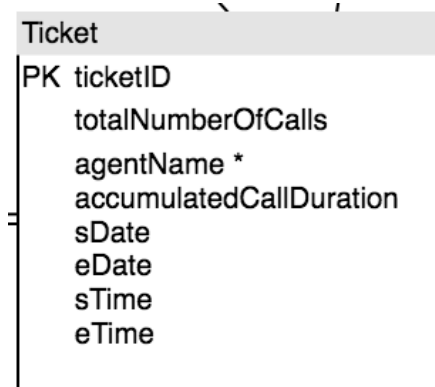 Ticket
PK ticketID
totalNumberOfCalls
agentName *
accumulatedCallDuration
sDate
eDate
sTime
eTime